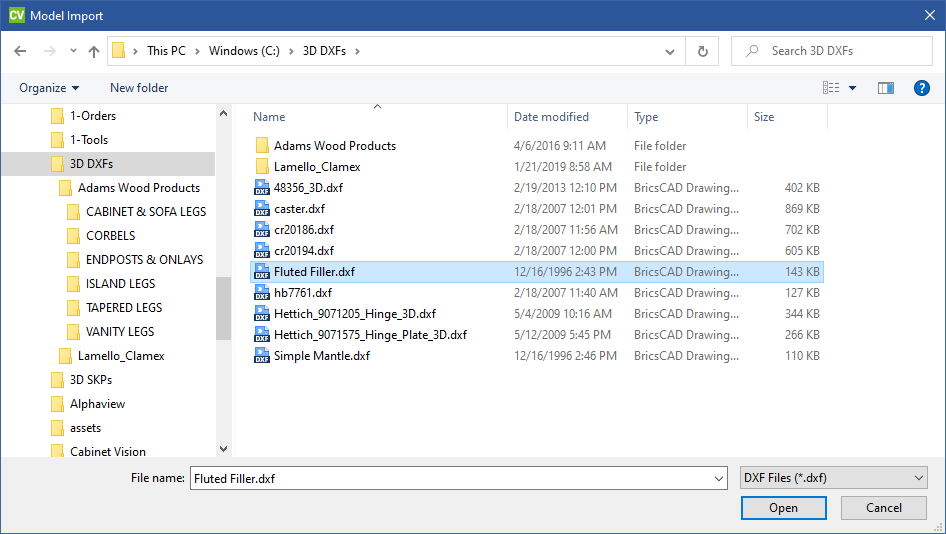 CV Model Import
This PC Windows (C:) 3D DXFs
Search 3D DXFs
Organize New folder ?
1-Orders
1-Tools
3D DXFs
Adams Wood Products
CABINET & SOFA LEGS
CORBELS
ENDPOSTS & ONLAYS
ISLAND LEGS
TAPERED LEGS
VANITY LEGS
Lamello_Clamex
3D SKPs
Alphaview
assets
Cabinet Vision
Name Date modified Type Size
Adams Wood Products 4/6/2016 9:11 AM File folder
Lamello_Clamex 1/21/2019 8:58 AM File folder
DXF 48356_3D.dxf 2/19/2013 12:10 PM BricsCAD Drawing... 402 KB
DXF caster.dxf 2/18/2007 12:01 PM BricsCAD Drawing... 869 KB
DXF cr20186.dxf 2/18/2007 11:56 AM BricsCAD Drawing... 702 KB
DXF cr20194.dxf 2/18/2007 12:00 PM BricsCAD Drawing... 605 KB
DXF Fluted Filler.dxf 12/16/1996 2:43 PM BricsCAD Drawing... 143 KB
DXF hb7761.dxf 2/18/2007 11:40 AM BricsCAD Drawing... 127 KB
DXF Hettich_9071205_Hinge_3D.dxf 5/4/2009 10:16 AM BricsCAD Drawing... 344 KB
DXF Hettich_9071575_Hinge_Plate_3D.dxf 5/12/2009 5:45 PM BricsCAD Drawing... 266 KB
DXF Simple Mantle.dxf 12/16/1996 2:46 PM BricsCAD Drawing... 110 KB
File name: Fluted Filler.dxf DXF Files (*.dxf)
Open Cancel